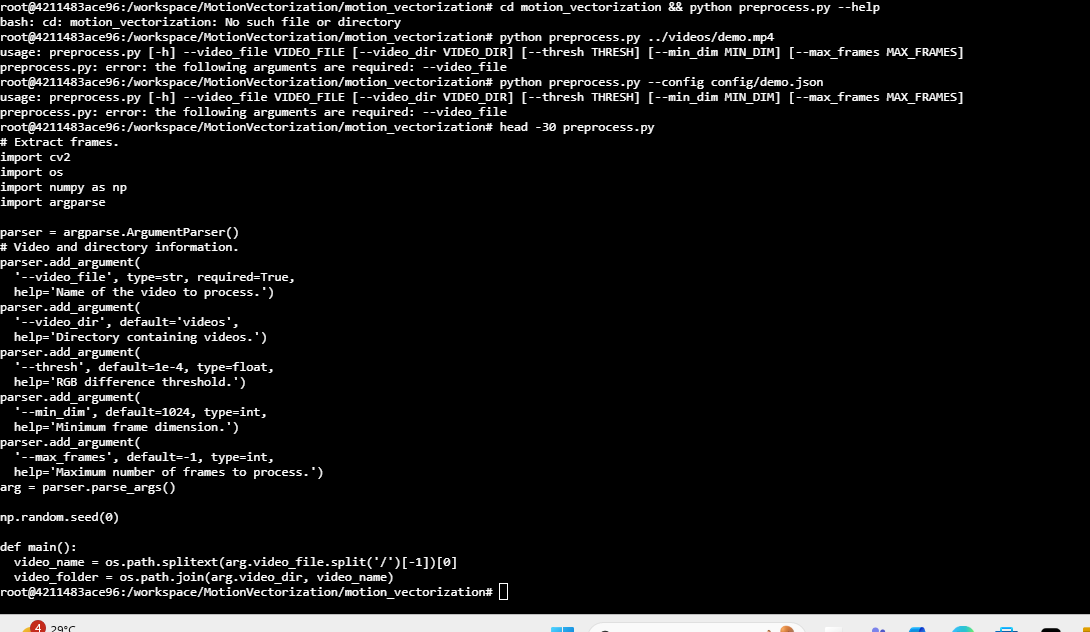 root@4211483ace96:/workspace/MotionVectorization/motion_vectorization# cd motion_vectorization && python preprocess.py --help
bash: cd: motion_vectorization: No such file or directory
root@4211483ace96:/workspace/MotionVectorization/motion_vectorization# python preprocess.py ../videos/demo.mp4
usage: preprocess.py [-h] --video_file VIDEO_FILE [--video_dir VIDEO_DIR] [--thresh THRESH] [--min_dim MIN_DIM] [--max_frames MAX_FRAMES]
preprocess.py: error: the following arguments are required: --video_file
root@4211483ace96:/workspace/MotionVectorization/motion_vectorization# python preprocess.py --config config/demo.json
usage: preprocess.py [-h] --video_file VIDEO_FILE [--video_dir VIDEO_DIR] [--thresh THRESH] [--min_dim MIN_DIM] [--max_frames MAX_FRAMES]
preprocess.py: error: the following arguments are required: --video_file
root@4211483ace96:/workspace/MotionVectorization/motion_vectorization# head -30 preprocess.py
# Extract frames.
import cv2
import os
import numpy as np
import argparse

parser = argparse.ArgumentParser()
# Video and directory information.
parser.add_argument(
  '--video_file', type=str, required=True,
  help='Name of the video to process.')
parser.add_argument(
  '--video_dir', default='videos',
  help='Directory containing videos.')
parser.add_argument(
  '--thresh', default=1e-4, type=float,
  help='RGB difference threshold.')
parser.add_argument(
  '--min_dim', default=1024, type=int,
  help='Minimum frame dimension.')
parser.add_argument(
  '--max_frames', default=-1, type=int,
  help='Maximum number of frames to process.')
arg = parser.parse_args()

np.random.seed(0)

def main():
  video_name = os.path.splitext(arg.video_file.split('/')[-1])[0]
  video_folder = os.path.join(arg.video_dir, video_name)
root@4211483ace96:/workspace/MotionVectorization/motion_vectorization#
4
29°C